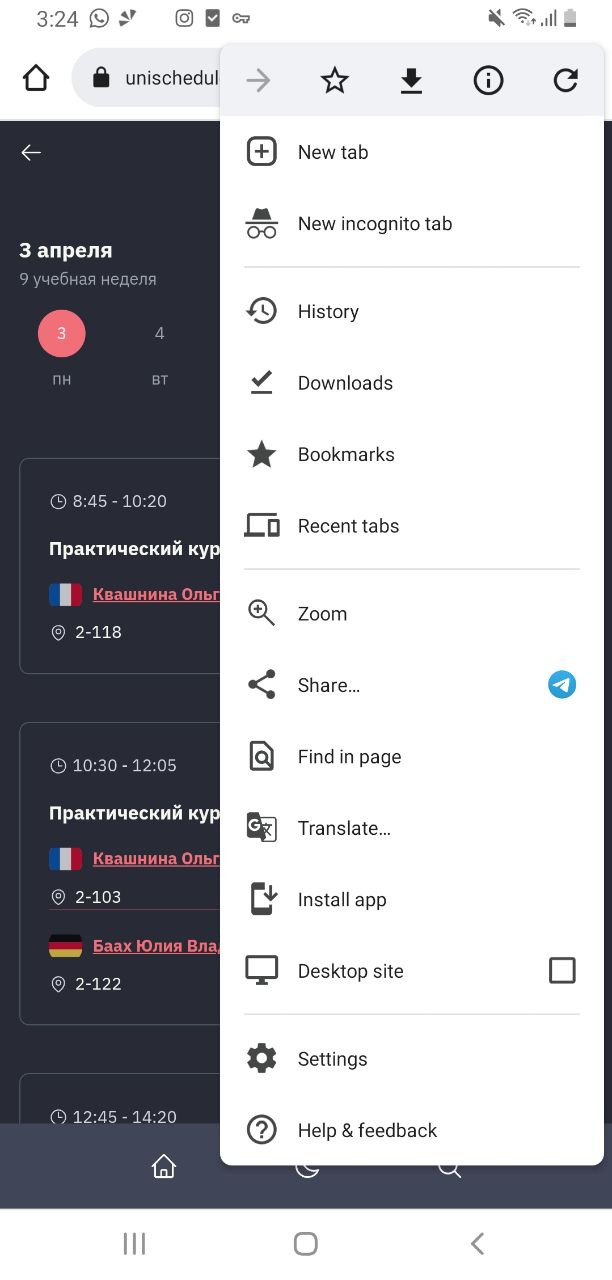 3:24
unischedul
New tab
New incognito tab
3 апреля
9 учебная неделя
3
4
пн
вт
History
Downloads
Bookmarks
Recent tabs
8:45 - 10:20
Практический кур
Квашнина Ольг
2-118
Zoom
Share...
Find in page
Translate...
Install app
Desktop site
10:30 - 12:05
Практический кур
Квашнина Ольг
2-103
Баах Юлия Вла
2-122
12:45 - 14:20
Settings
Help & feedback